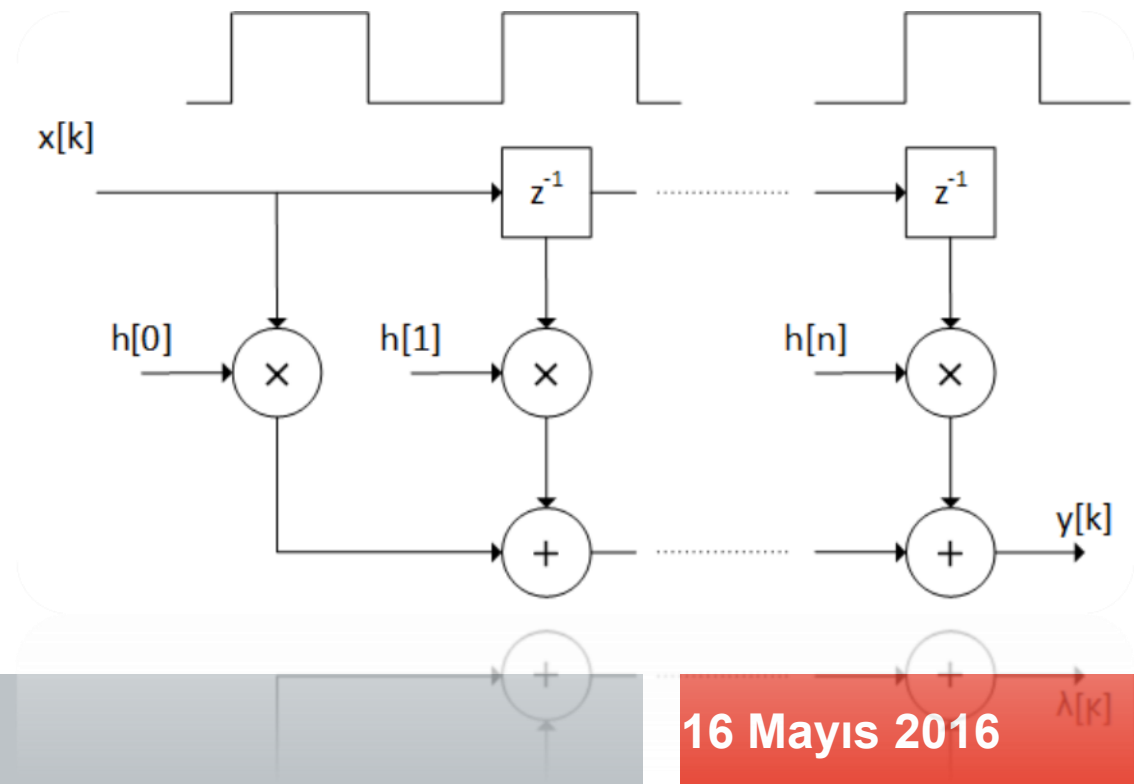 x[k]
z⁻¹ z⁻¹
h[0] h[1] h[n]
× × ×
y[k]
+ +
16 Mayıs 2016